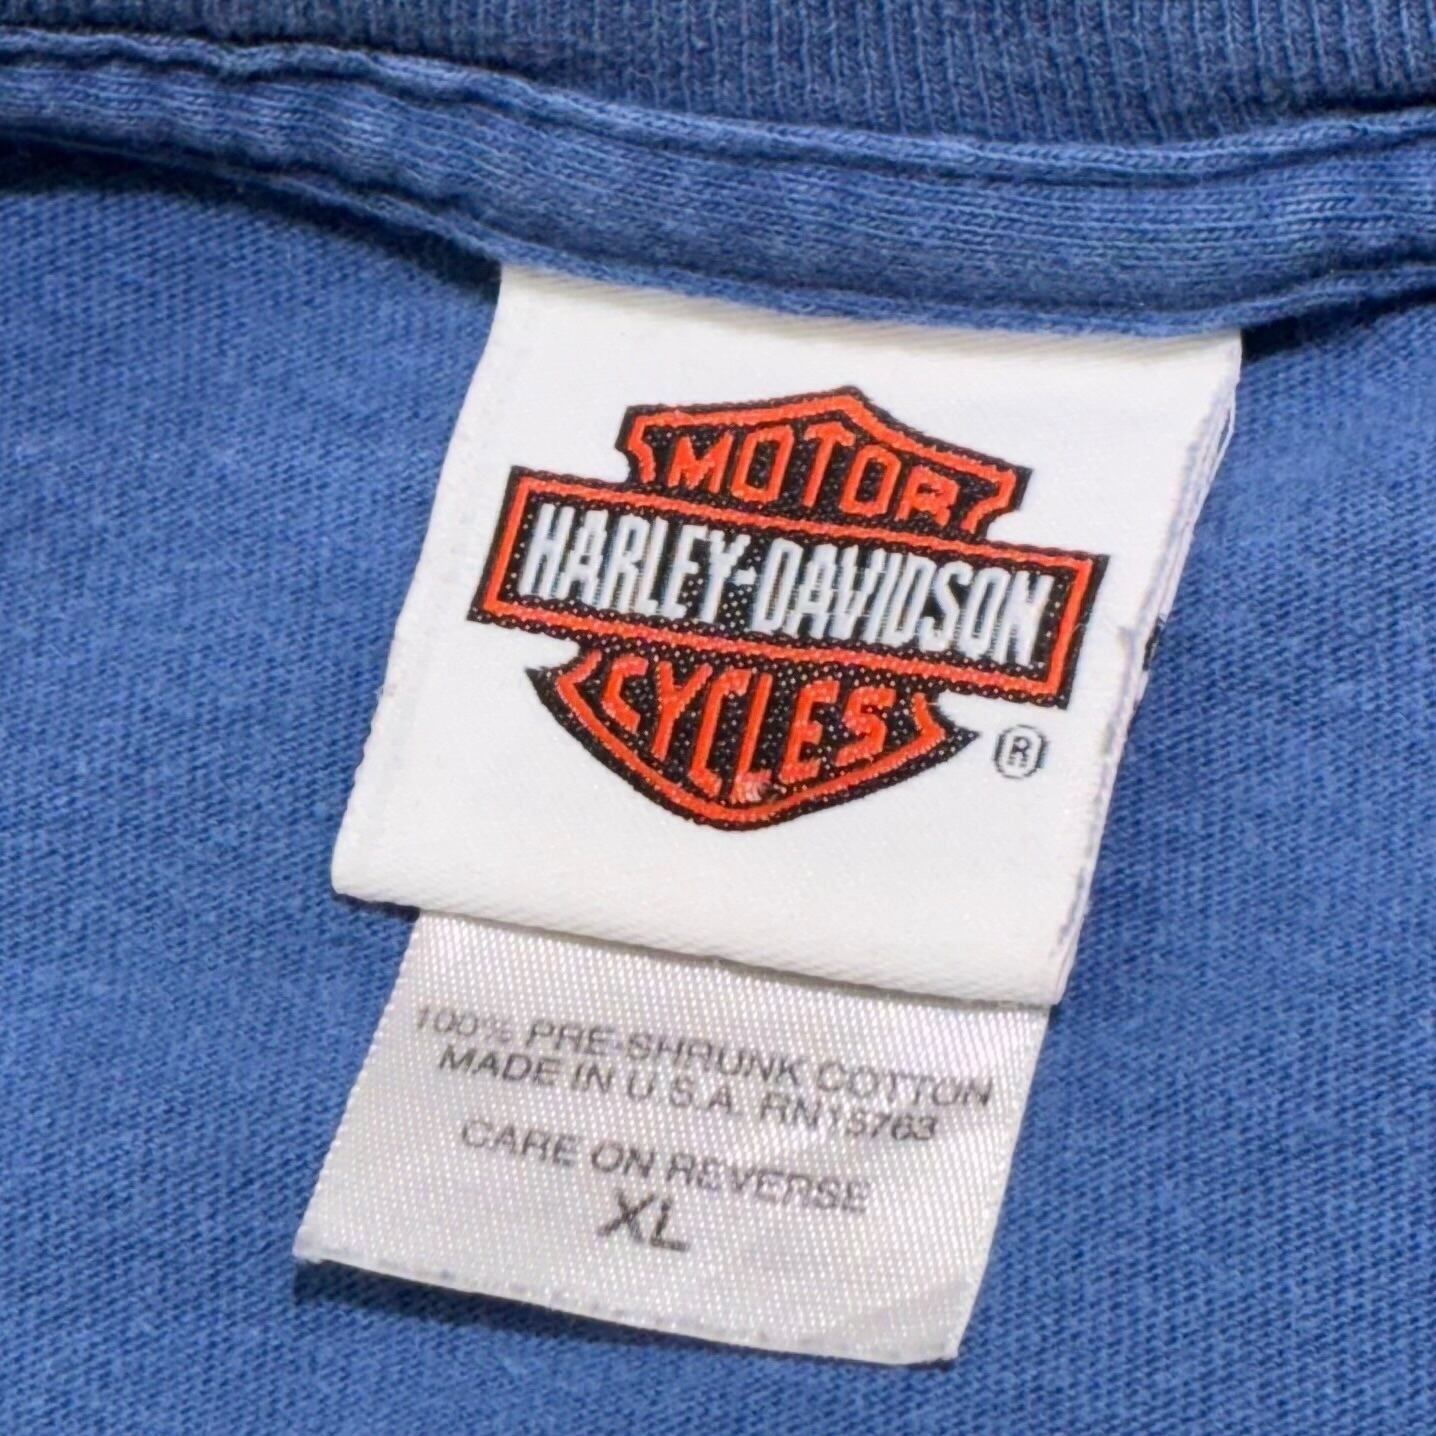 MOTOR
HARLEY-DAVIDSON
CYCLES
®
100% PRE-SHRUNK COTTON
MADE IN U.S.A. RN15763
CARE ON REVERSE
XL